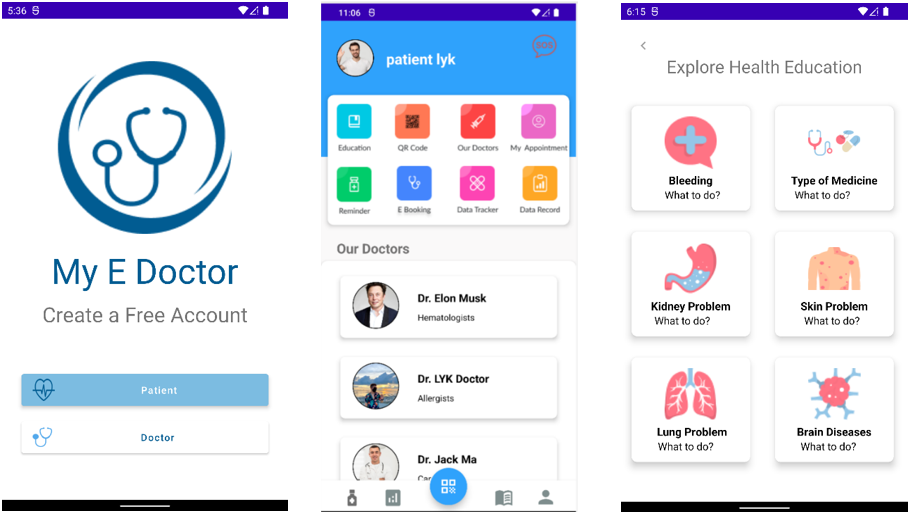 5:36
My E Doctor
Create a Free Account
Patient
Doctor
11:06
patient lyk
SOS
Education
QR Code
Our Doctors
My Appointment
Reminder
E Booking
Data Tracker
Data Record
Our Doctors
Dr. Elon Musk
Hematologists
Dr. LYK Doctor
Allergists
Dr. Jack Ma
6:15
Explore Health Education
Bleeding
What to do?
Type of Medicine
What to do?
Kidney Problem
What to do?
Skin Problem
What to do?
Lung Problem
What to do?
Brain Diseases
What to do?